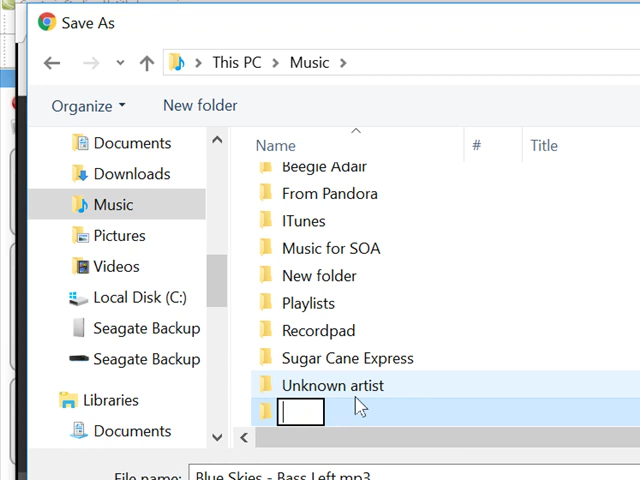 Save As
This PC > Music >
Organize
New folder
Documents
Downloads
Music
Pictures
Videos
Local Disk (C:)
Seagate Backup
Seagate Backup
Libraries
Documents
Name
#
Title
Beegie Adair
From Pandora
ITunes
Music for SOA
New folder
Playlists
Recordpad
Sugar Cane Express
Unknown artist
File name:
Blue Skies - Bass Left.mp3